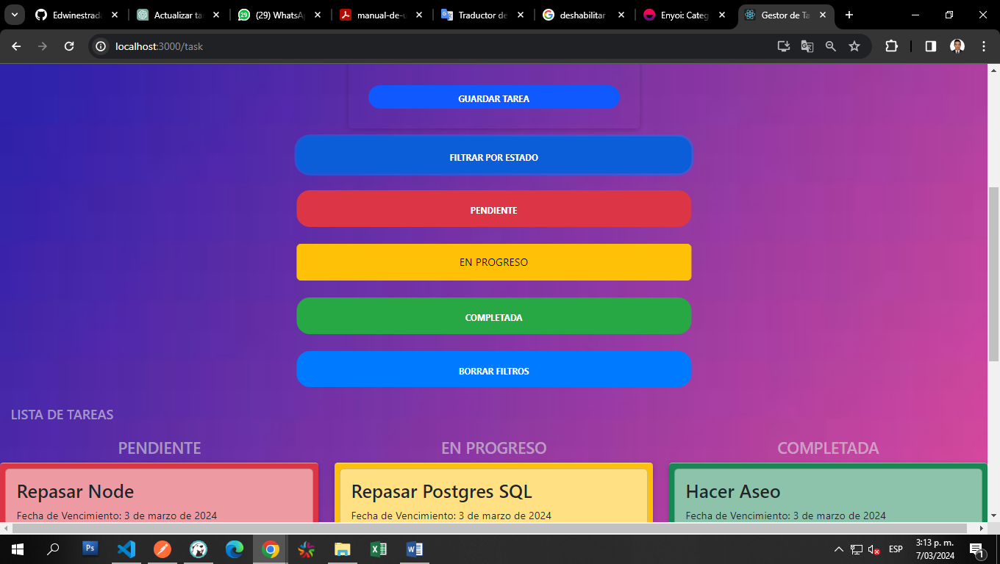 Edwinestrad
Actualizar ta
(29) WhatsA
manual-de-u
Traductor de
deshabilitar
Enyoi: Categ
Gestor de Ta
localhost:3000/task
GUARDAR TAREA
FILTRAR POR ESTADO
PENDIENTE
EN PROGRESO
COMPLETADA
BORRAR FILTROS
LISTA DE TAREAS
PENDIENTE
EN PROGRESO
COMPLETADA
Repasar Node
Repasar Postgres SQL
Hacer Aseo
Fecha de Vencimiento: 3 de marzo de 2024
Fecha de Vencimiento: 3 de marzo de 2024
Fecha de Vencimiento: 3 de marzo de 2024
Ps
ESP
3:13 p. m.
7/03/2024
1